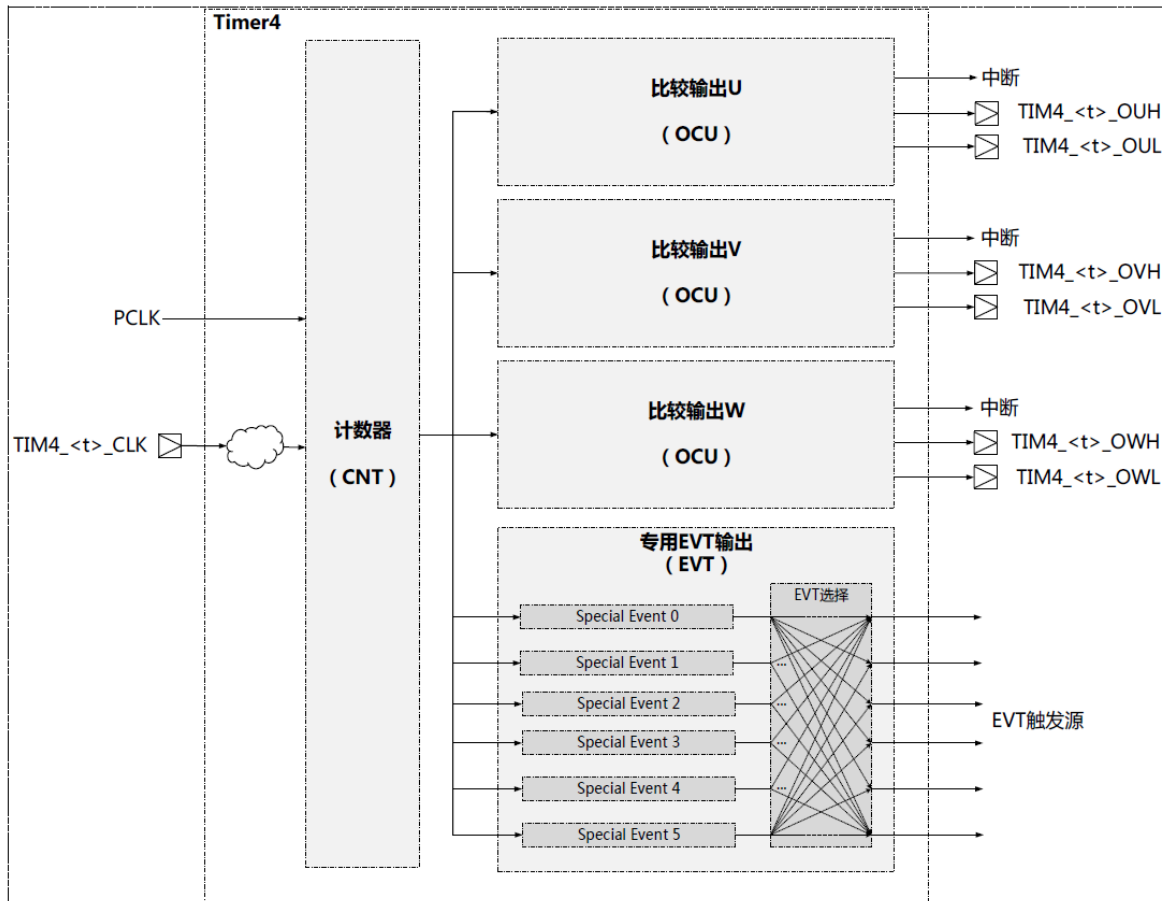 Timer4
比较输出U
（OCU）
中断
TIM4_<t>_OUH
TIM4_<t>_OUL
比较输出V
（OCU）
中断
TIM4_<t>_OVH
TIM4_<t>_OVL
PCLK
TIM4_<t>_CLK
计数器
（CNT）
比较输出W
（OCU）
中断
TIM4_<t>_OWH
TIM4_<t>_OWL
专用EVT输出
（EVT）
EVT选择
Special Event 0
Special Event 1
...
Special Event 2
...
Special Event 3
...
Special Event 4
...
Special Event 5
EVT触发源